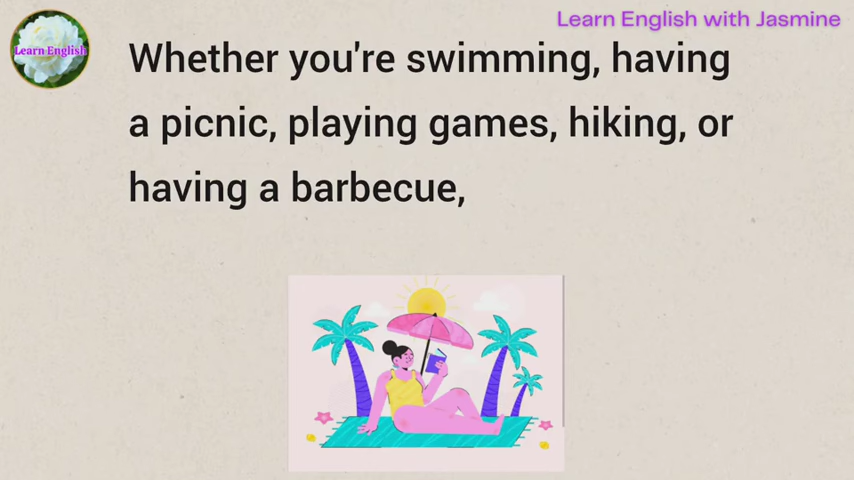 Learn English with Jasmine
Learn English
Whether you're swimming, having
a picnic, playing games, hiking, or
having a barbecue,